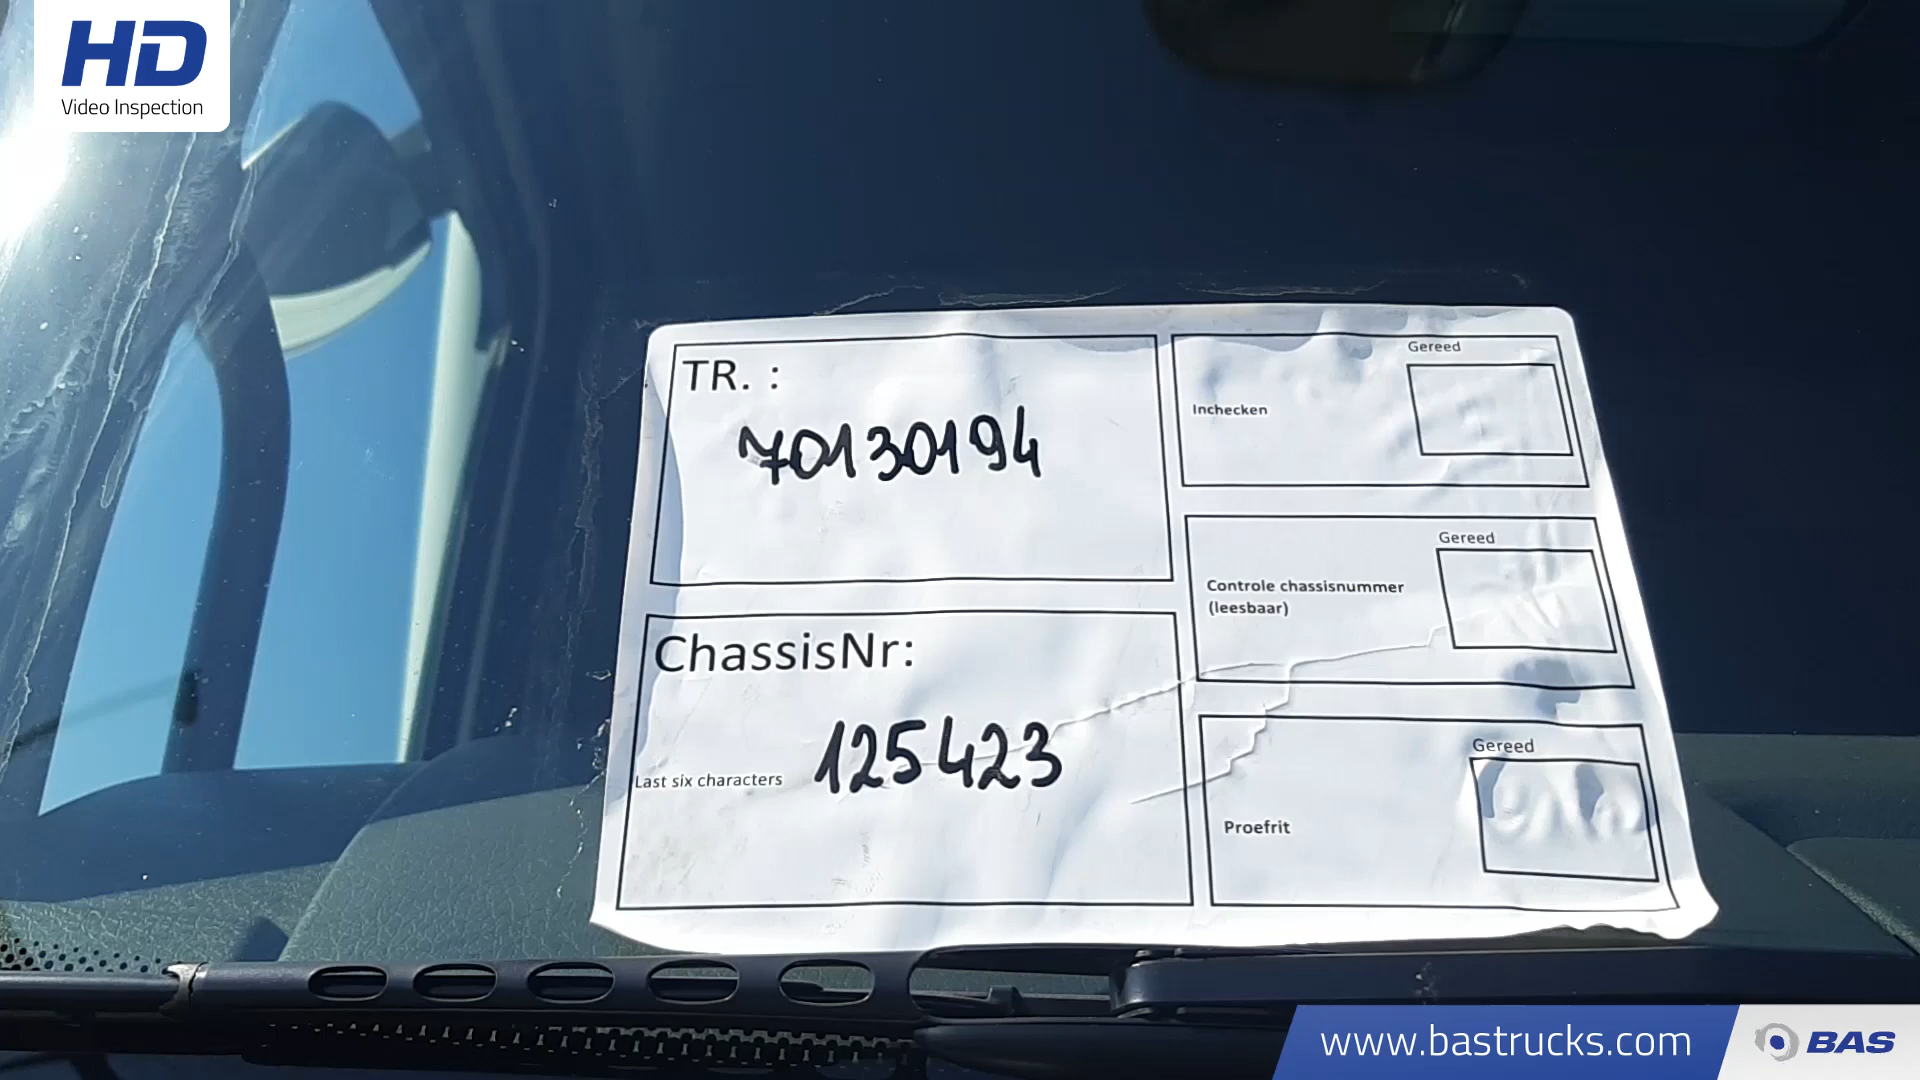 HD
Video Inspection
TR. :
70130194
ChassisNr:
Last six characters 125423
Gereed
Inchecken
Gereed
Controle chassisnummer
(leesbaar)
Gereed
Proefrit
www.bastrucks.com
BAS